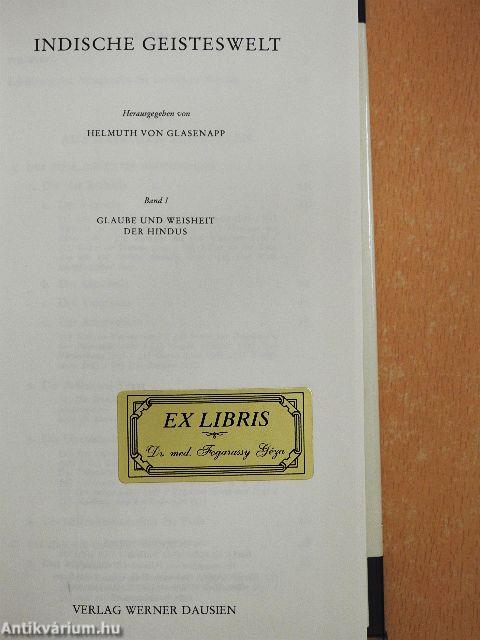 INDISCHE GEISTESWELT
Herausgegeben von
HELMUTH VON GLASENAPP
Band I
GLAUBE UND WEISHEIT
DER HINDUS
EX LIBRIS
Dr. med. Fogarassy Géza
VERLAG WERNER DAUSIEN
Antikvárium.hu